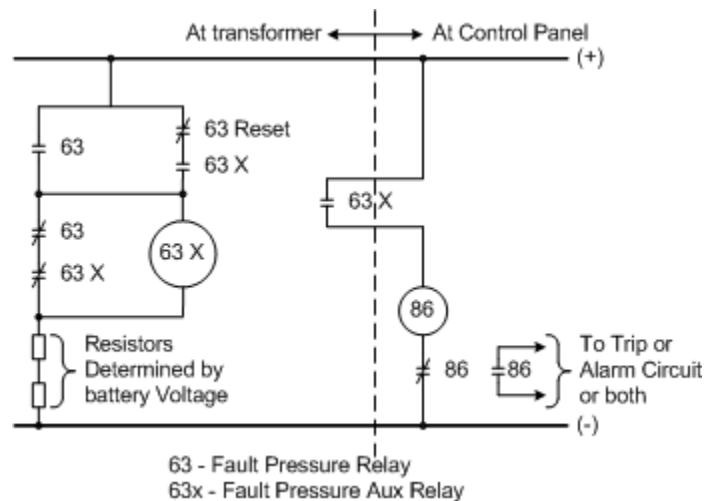 At transformer
At Control Panel
(+)
63 Reset
63
63 X
63 X
63
63 X
63 X
86
Resistors
Determined by
battery Voltage
86
86
To Trip or
Alarm Circuit
or both
(-)
63 - Fault Pressure Relay
63x - Fault Pressure Aux Relay